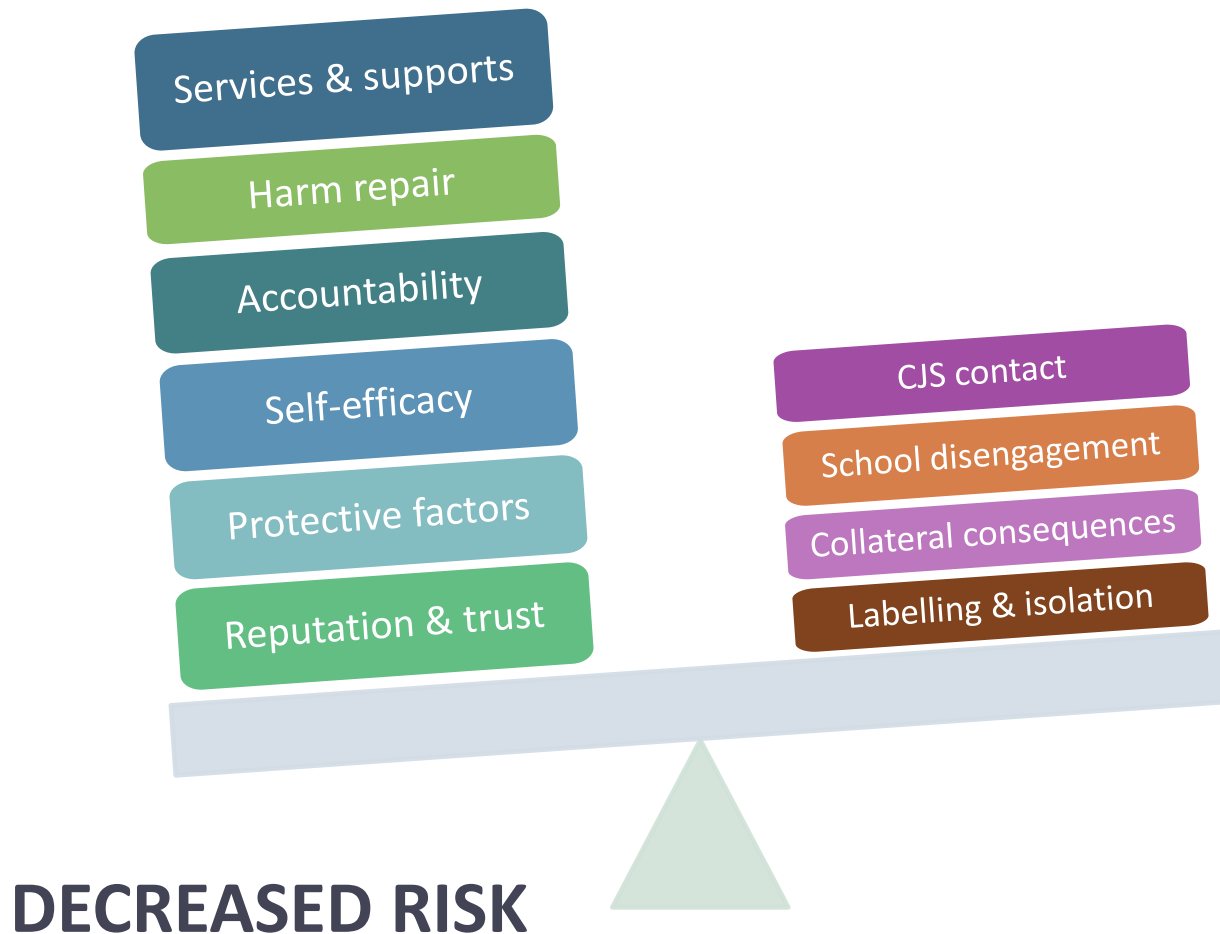 Services & supports
Harm repair
Accountability
Self-efficacy
Protective factors
Reputation & trust
CJS contact
School disengagement
Collateral consequences
Labelling & isolation
DECREASED RISK